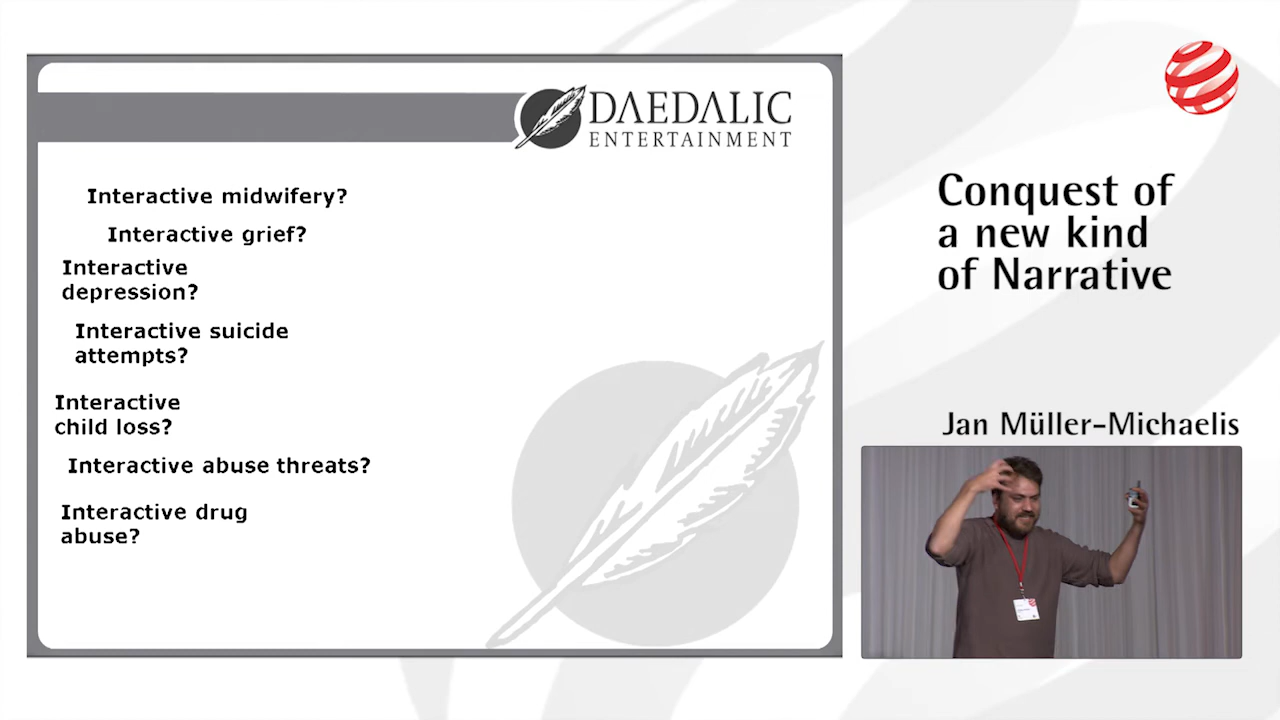 DAEDALIC
ENTERTAINMENT
Interactive midwifery?
Interactive grief?
Interactive
depression?
Interactive suicide
attempts?
Interactive
child loss?
Interactive abuse threats?
Interactive drug
abuse?
Conquest of
a new kind
of Narrative
Jan Müller-Michaelis